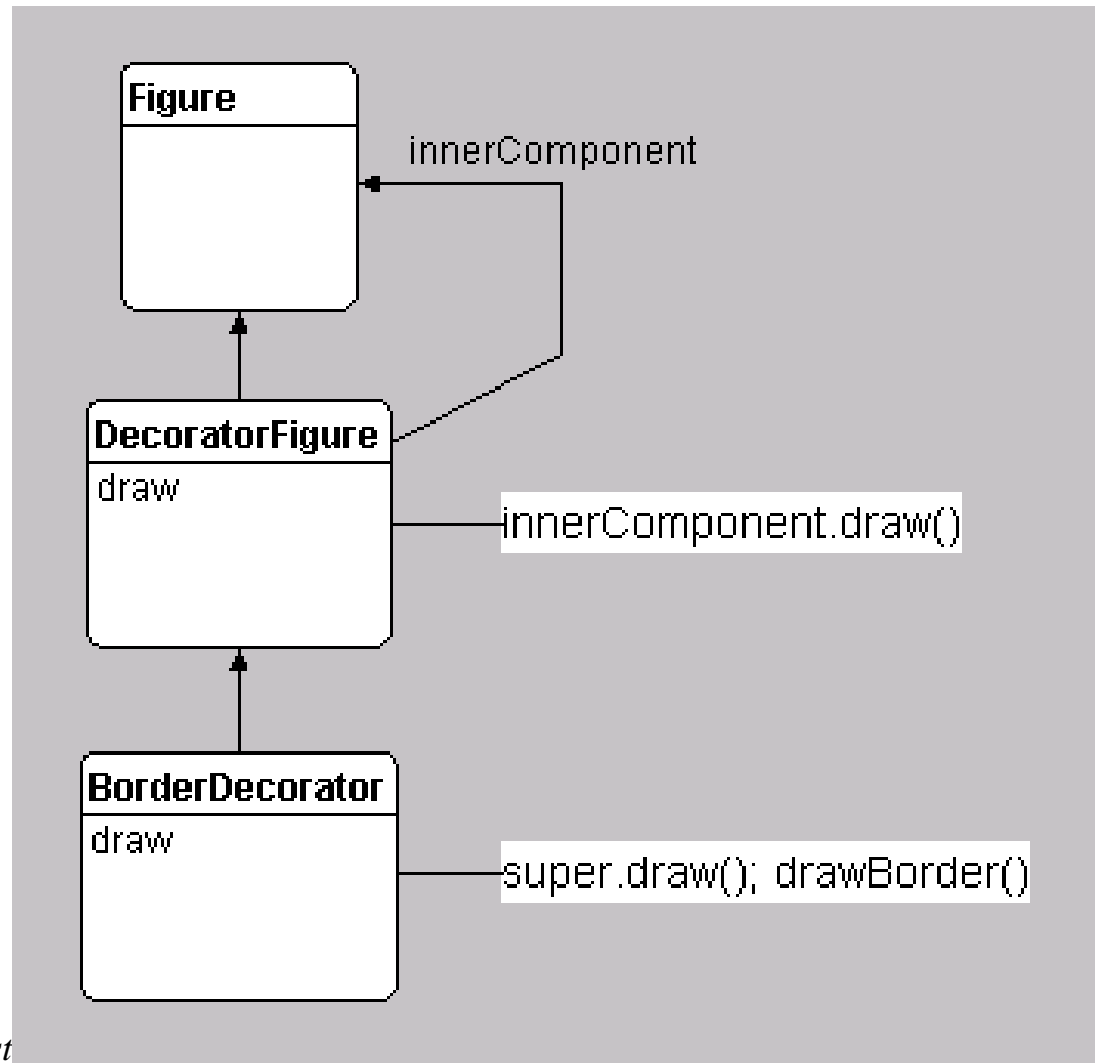 Figure
innerComponent
DecoratorFigure
draw
innerComponent.draw()
BorderDecorator
draw
super.draw(); drawBorder()